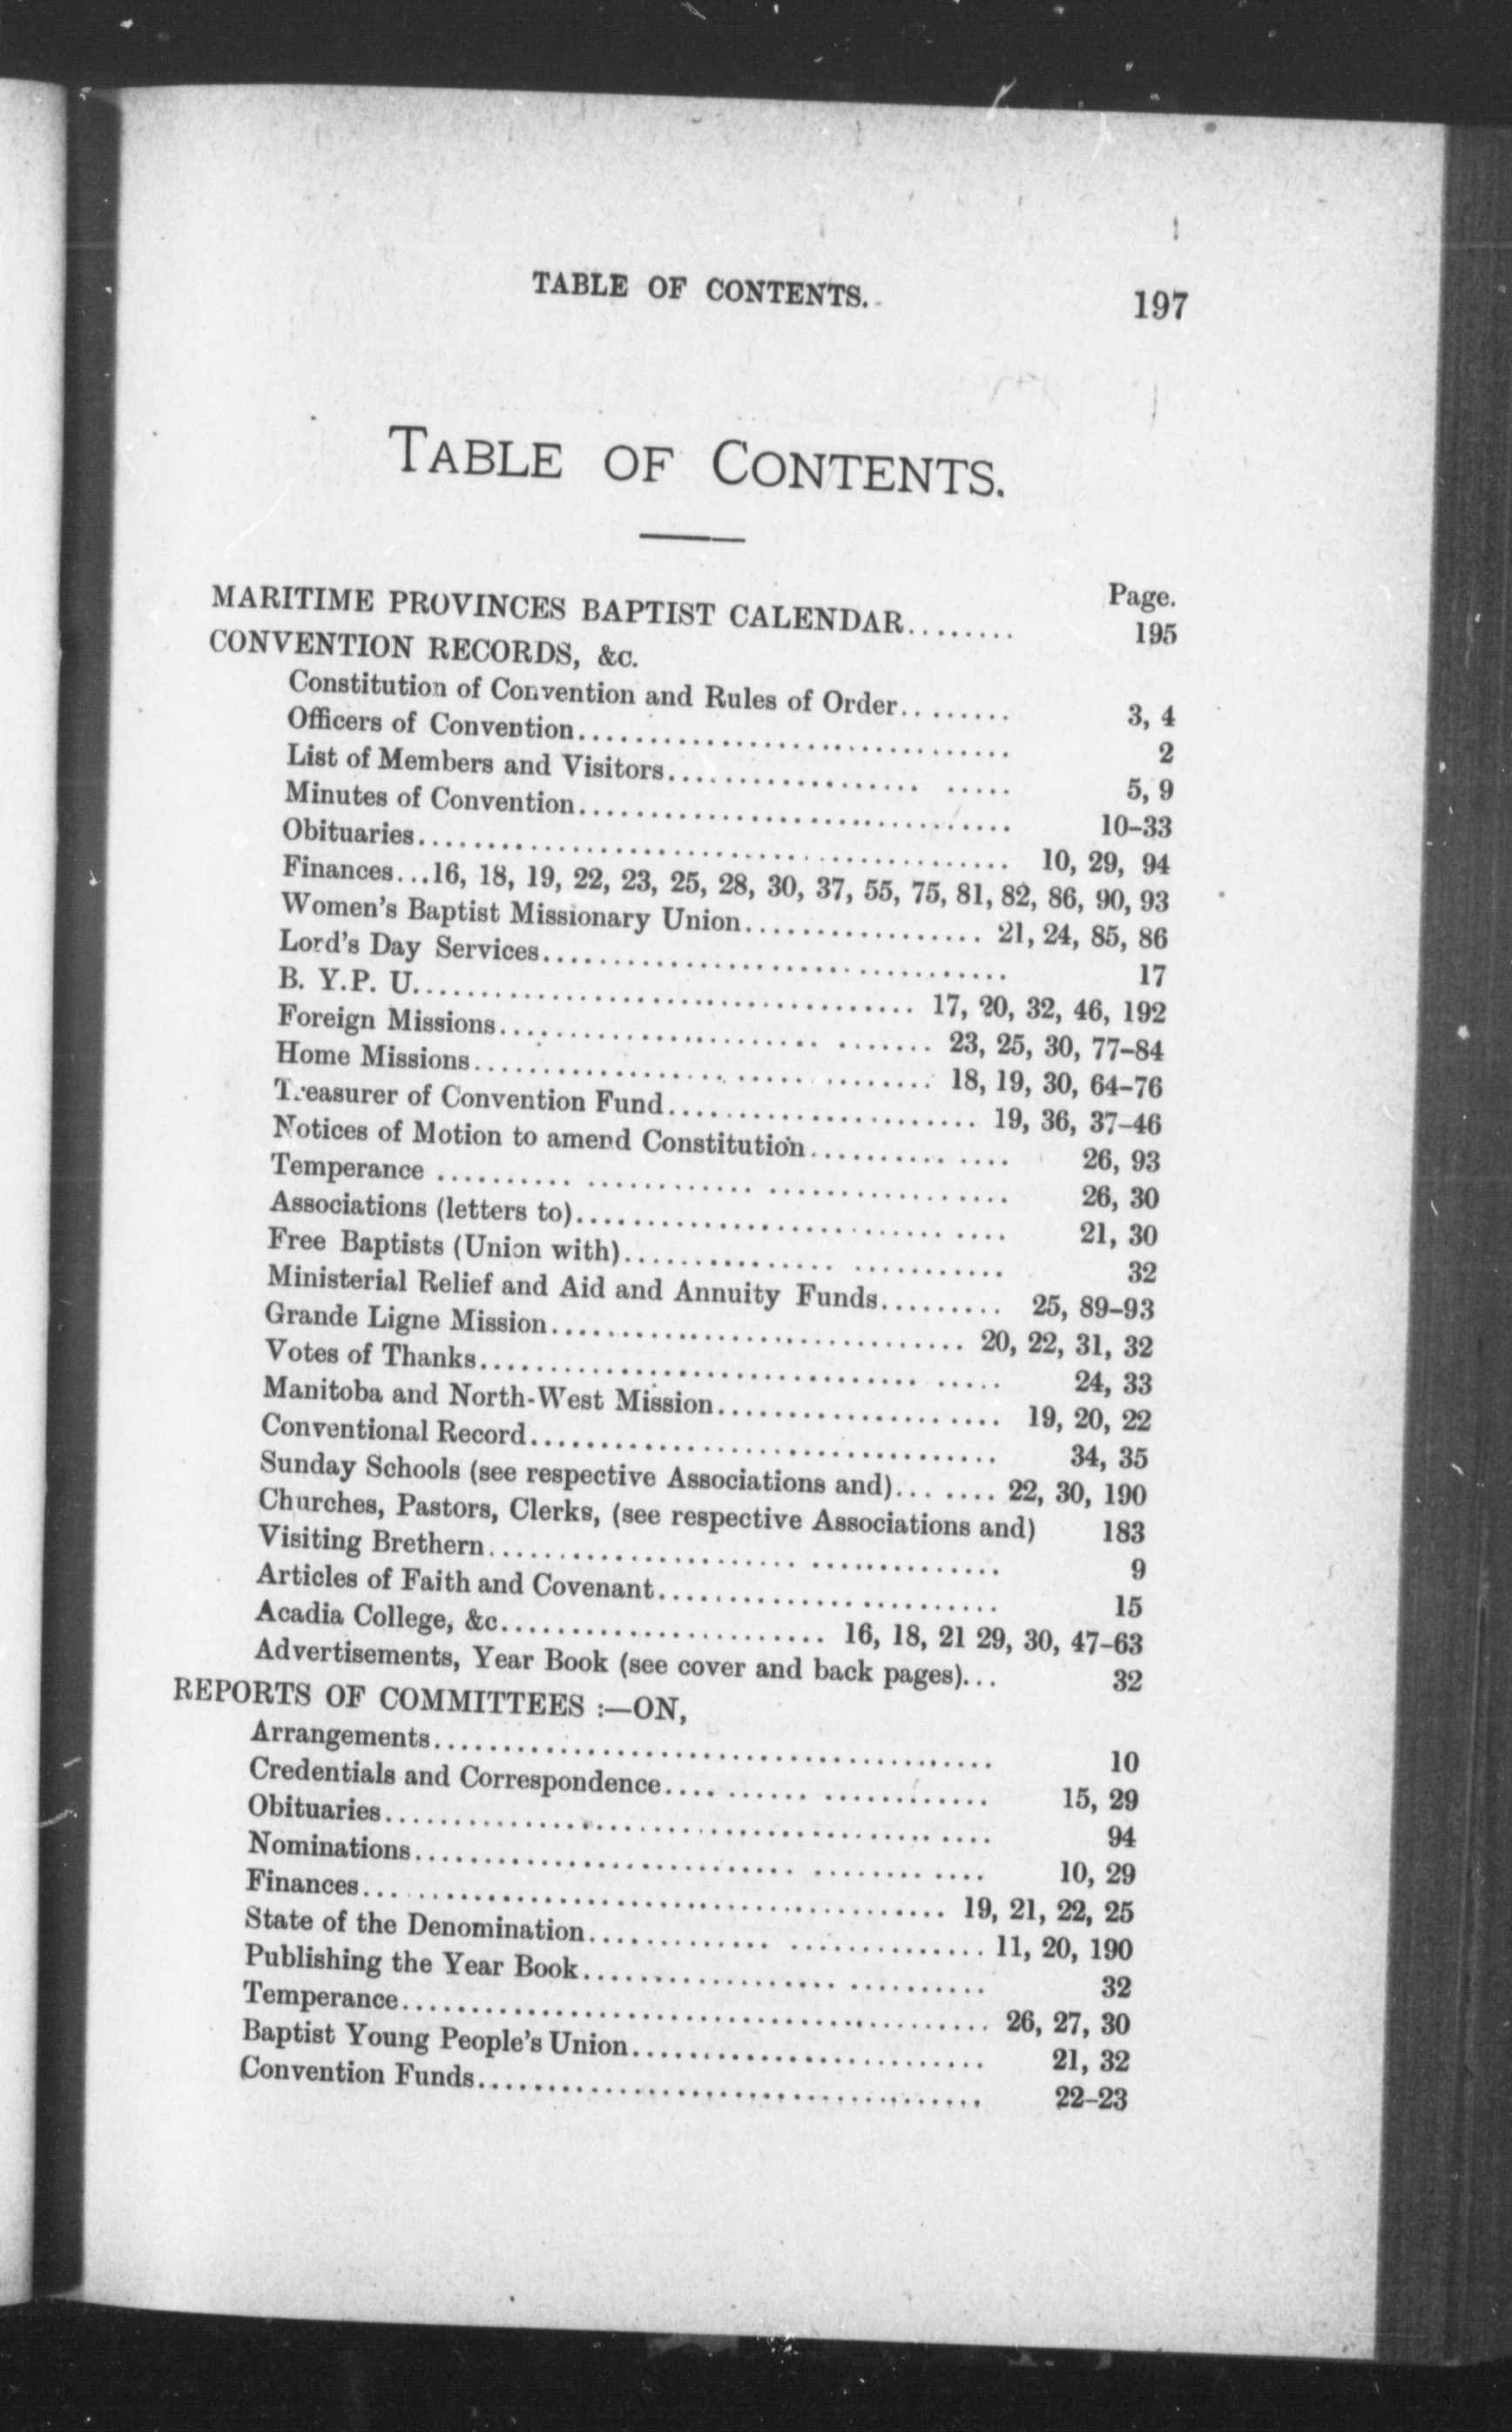 TABLE OF CONTENTS. 197
TABLE OF CONTENTS.
Page.
MARITIME PROVINCES BAPTIST CALENDAR........ 195
CONVENTION RECORDS, &c.
Constitution of Convention and Rules of Order........ 3, 4
Officers of Convention................................ 2
List of Members and Visitors.................. ..... 5, 9
Minutes of Convention................................ 10-33
Obituaries............................................ 10, 29, 94
Finances...16, 18, 19, 22, 23, 25, 28, 30, 37, 55, 75, 81, 82, 86, 90, 93
Women's Baptist Missionary Union................. 21, 24, 85, 86
Lord's Day Services.................................. 17
B. Y.P. U..................................... 17, 20, 32, 46, 192
Foreign Missions....................... ....... 23, 25, 30, 77-84
Home Missions.................. ..... ........ 18, 19, 30, 64-76
Treasurer of Convention Fund....................... 19, 36, 37-46
Notices of Motion to amend Constitution.......... .... 26, 93
Temperance .......... ............ ................. 26, 30
Associations (letters to).......................... .... 21, 30
Free Baptists (Union with)................ ........... 32
Ministerial Relief and Aid and Annuity Funds......... 25, 89-93
Grande Ligne Mission.............................. 20, 22, 31, 32
Votes of Thanks................................ ..... 24, 33
Manitoba and North-West Mission.................... 19, 20, 22
Conventional Record.................................. 34, 35
Sunday Schools (see respective Associations and)... .... 22, 30, 190
Churches, Pastors, Clerks, (see respective Associations and) 183
Visiting Brethern...................... .............. 9
Articles of Faith and Covenant......................... 15
Acadia College, &c........................ 16, 18, 21 29, 30, 47-63
Advertisements, Year Book (see cover and back pages)... 32
REPORTS OF COMMITTEES :—ON,
Arrangements......................................... 10
Credentials and Correspondence.... ...... ............ 15, 29
Obituaries........................................ .... 94
Nominations............................ ........ .... 10, 29
Finances... ....................................... 19, 21, 22, 25
State of the Denomination............. .............. 11, 20, 190
Publishing the Year Book.................. .......... 32
Temperance........................................... 26, 27, 30
Baptist Young People's Union......................... 21, 32
Convention Funds.................................... 22-23